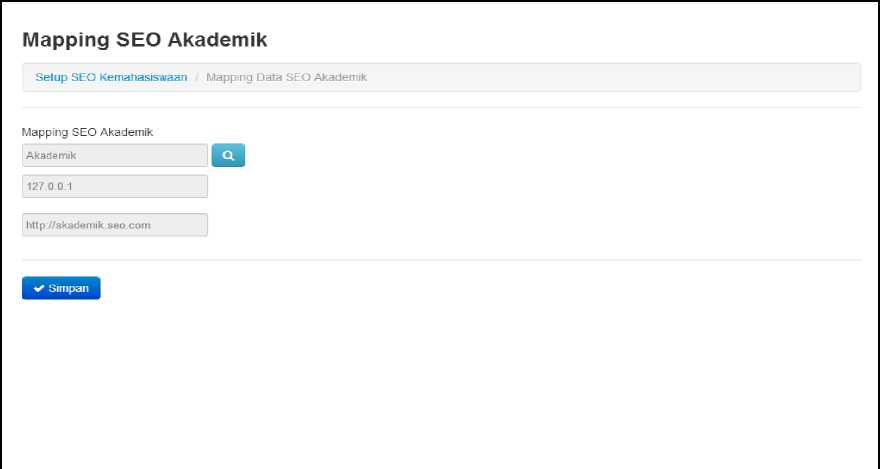 Mapping SEO Akademik
Setup SEO Kemahasiswaan / Mapping Data SEO Akademik
Mapping SEO Akademik
Akademik
127.0.0.1
http://akademik.seo.com
Simpan